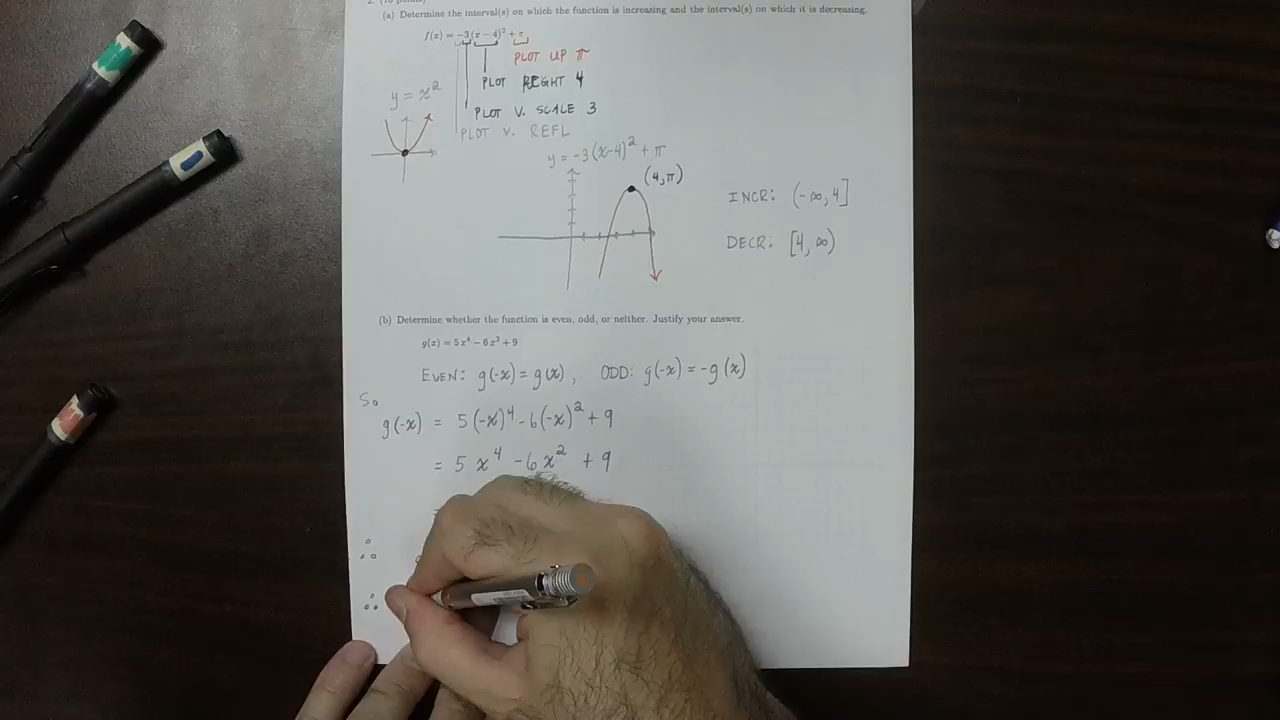 (a) Determine the interval(s) on which the function is increasing and the interval(s) on which it is decreasing.
f(x) = −3(x − 4)² + π
PLOT UP π
PLOT RIGHT 4
PLOT V. SCALE 3
PLOT V. REFL
y = x²
y = -3(x-4)² + π
(4,π)
INCR: (-∞,4]
DECR: [4,∞)
(b) Determine whether the function is even, odd, or neither. Justify your answer.
g(x) = 5x⁴ − 6x² + 9
EVEN: g(-x) = g(x), ODD: g(-x) = -g(x)
So
g(-x) = 5(-x)⁴ - 6(-x)² + 9
= 5x⁴ - 6x² + 9
∴
∴